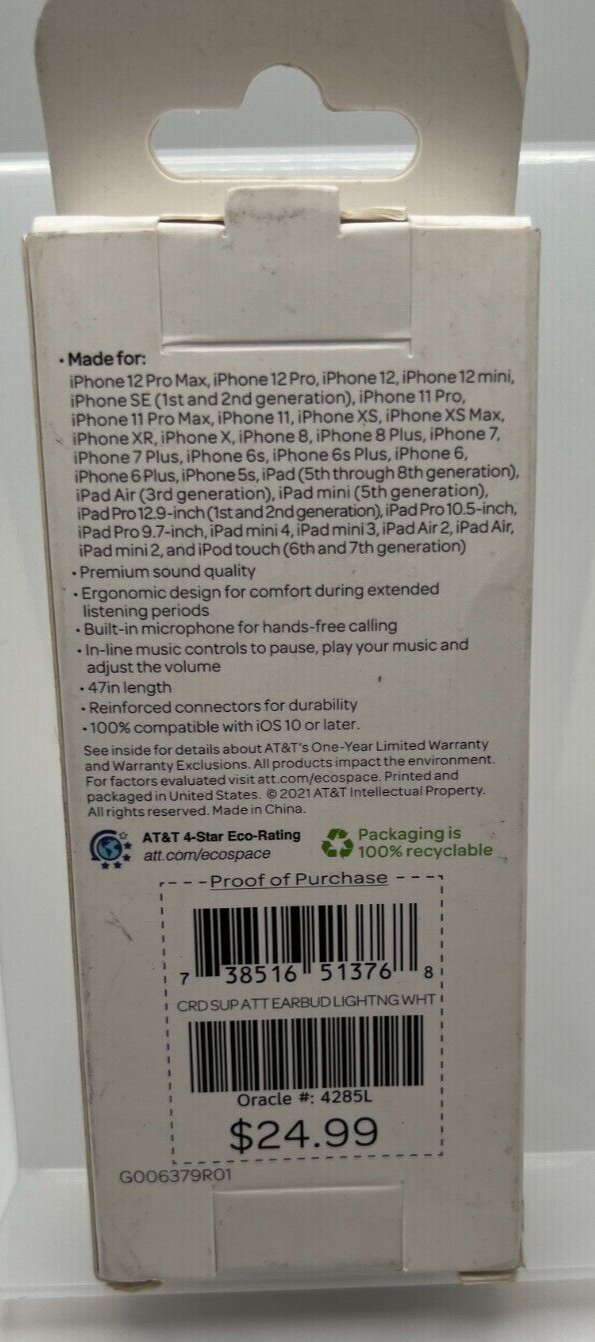 • Made for:
iPhone 12 Pro Max, iPhone 12 Pro, iPhone 12, iPhone 12 mini,
iPhone SE (1st and 2nd generation), iPhone 11 Pro,
iPhone 11 Pro Max, iPhone 11, iPhone XS, iPhone XS Max,
iPhone XR, iPhone X, iPhone 8, iPhone 8 Plus, iPhone 7,
iPhone 7 Plus, iPhone 6s, iPhone 6s Plus, iPhone 6,
iPhone 6 Plus, iPhone 5s, iPad (5th through 8th generation),
iPad Air (3rd generation), iPad mini (5th generation),
iPad Pro 12.9-inch (1st and 2nd generation), iPad Pro 10.5-inch,
iPad Pro 9.7-inch, iPad mini 4, iPad mini 3, iPad Air 2, iPad Air,
iPad mini 2, and iPod touch (6th and 7th generation)
• Premium sound quality
• Ergonomic design for comfort during extended
listening periods
• Built-in microphone for hands-free calling
• In-line music controls to pause, play your music and
adjust the volume
• 47in length
• Reinforced connectors for durability
• 100% compatible with iOS 10 or later.
See inside for details about AT&T's One-Year Limited Warranty
and Warranty Exclusions. All products impact the environment.
For factors evaluated visit att.com/ecospace. Printed and
packaged in United States. © 2021 AT&T Intellectual Property.
All rights reserved. Made in China.
AT&T 4-Star Eco-Rating
att.com/ecospace
Packaging is
100% recyclable
Proof of Purchase
7 38516 51376 8
CRD SUP ATT EARBUD LIGHTNG WHT
Oracle #: 4285L
$24.99
G006379R01